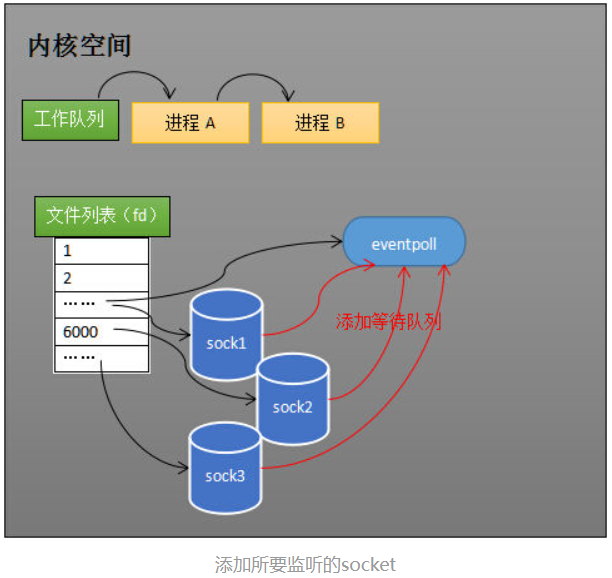 内核空间
工作队列
进程 A
进程 B
文件列表（fd）
1
2
……
6000
……
eventpoll
sock1
添加等待队列
sock2
sock3
添加所要监听的socket